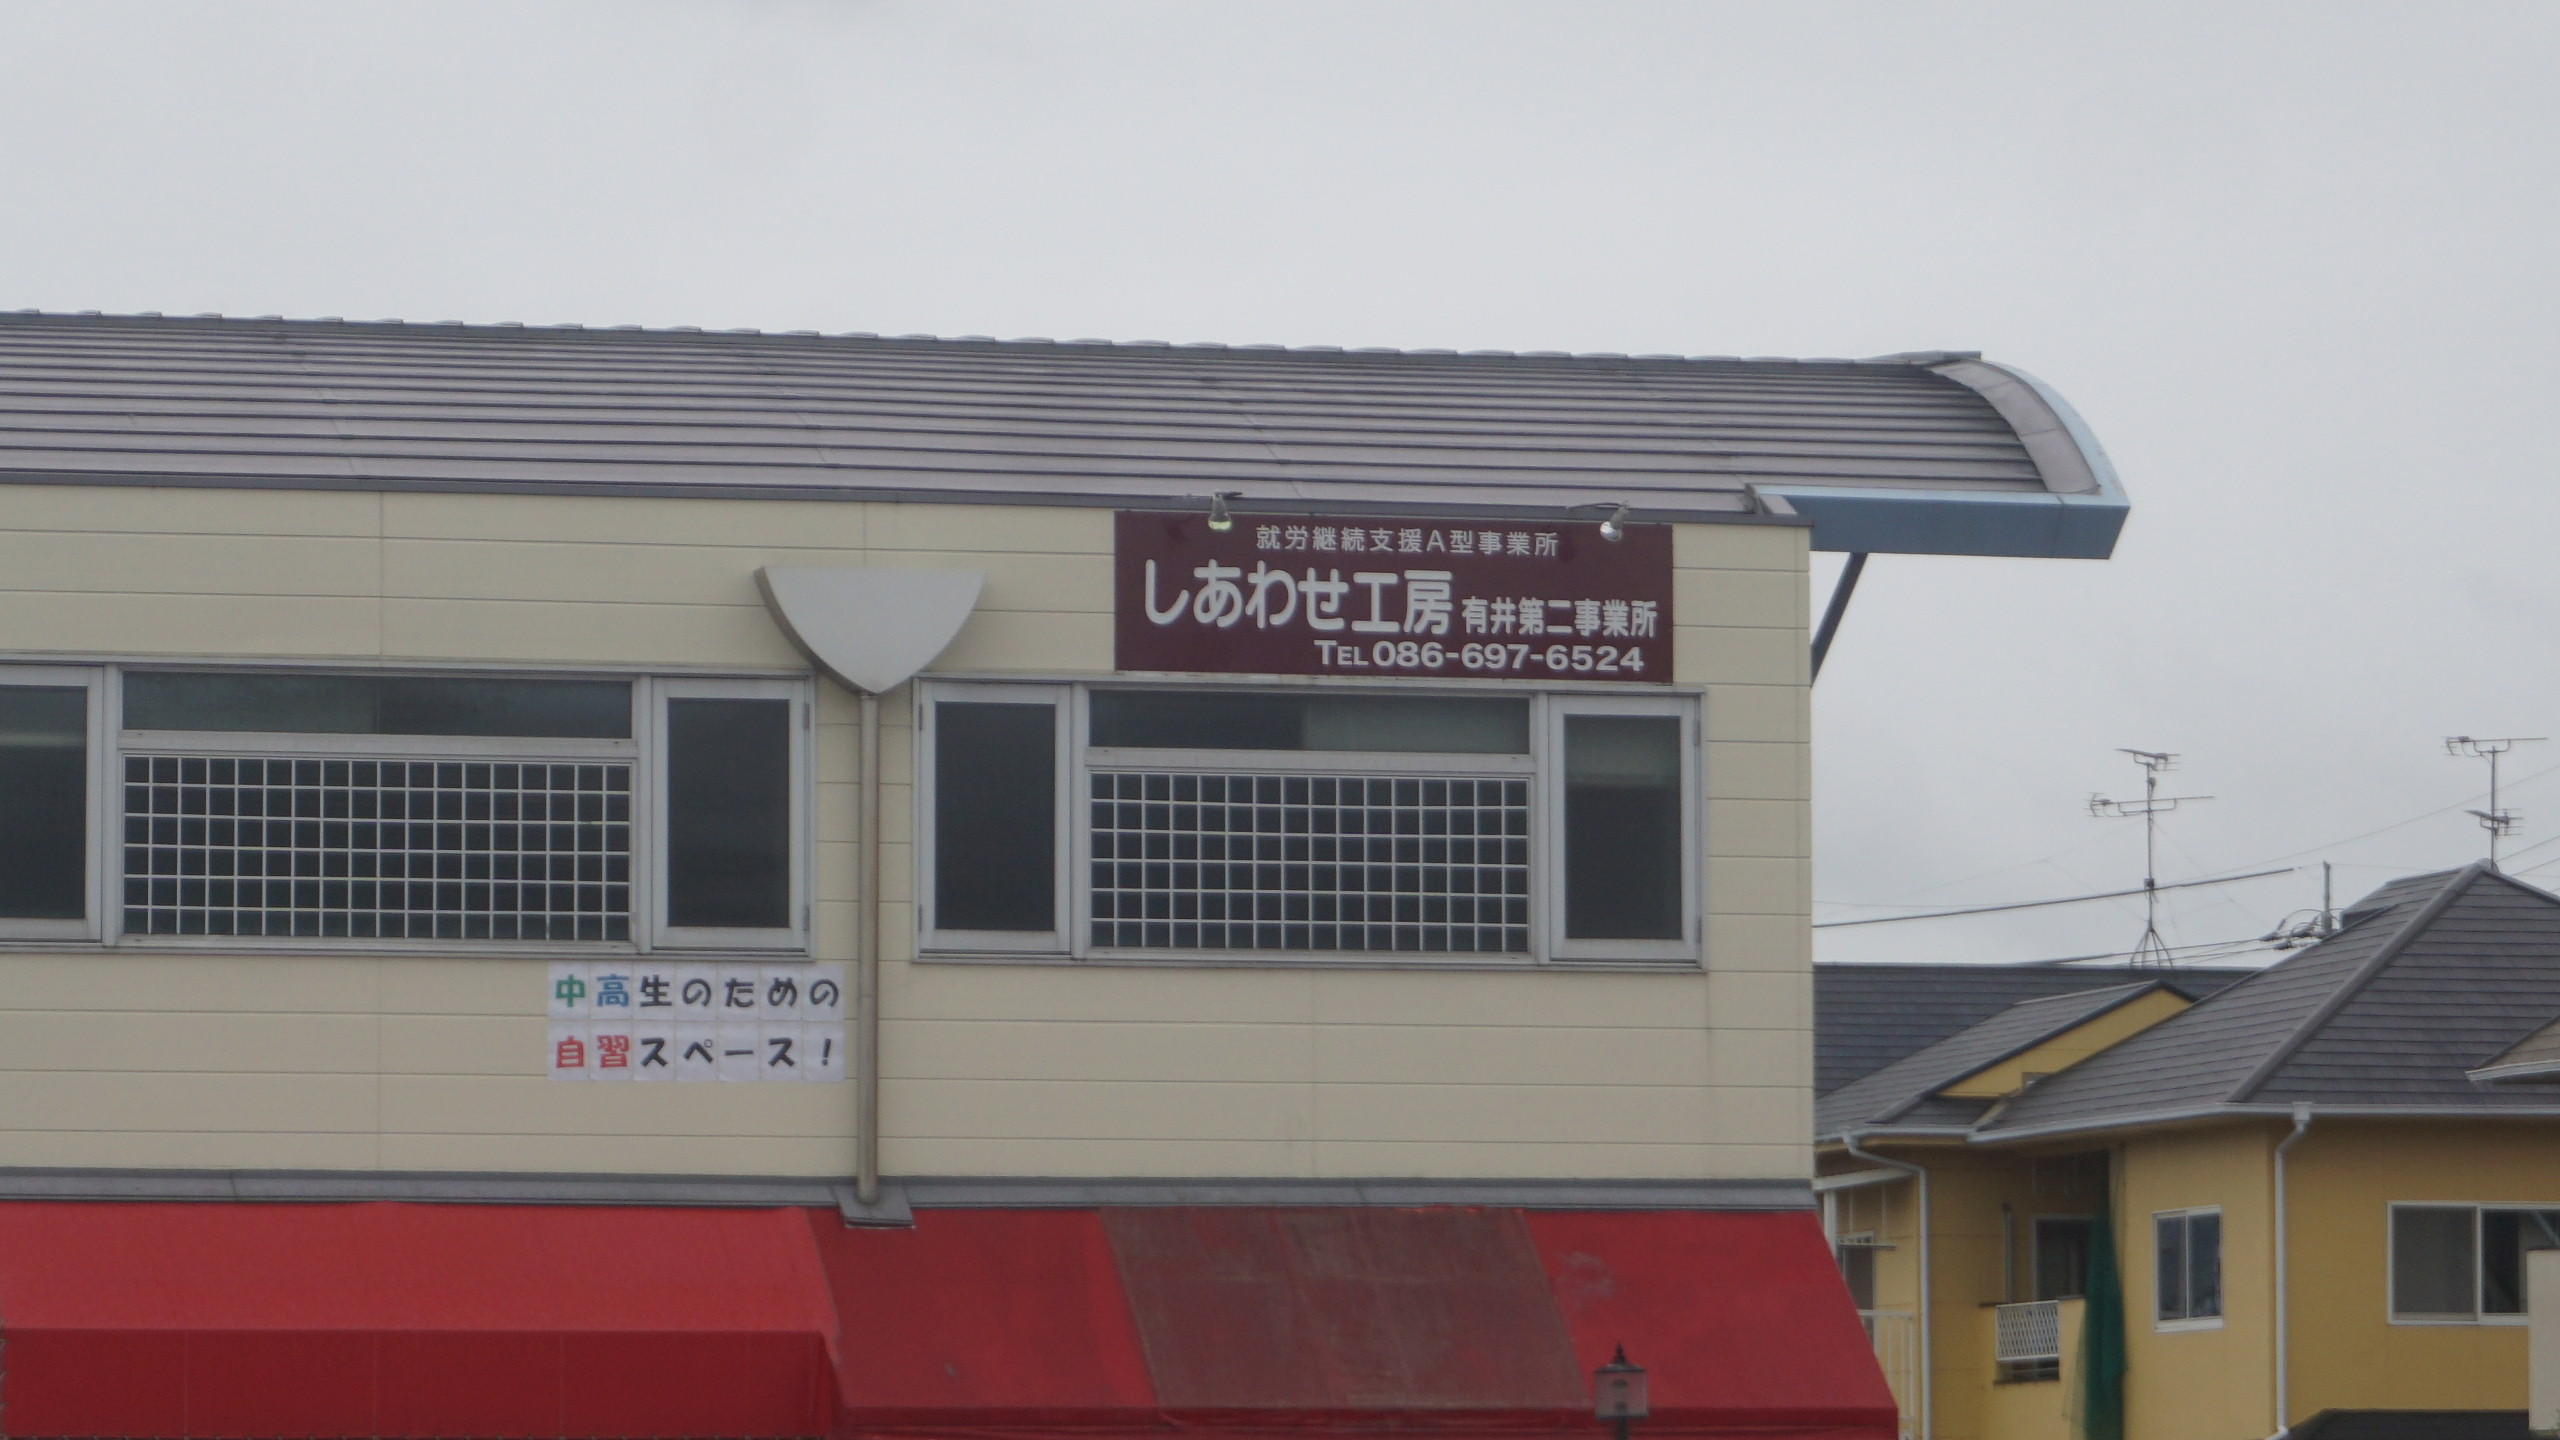 就労継続支援A型事業所
しあわせ工房 有井第二事業所
TEL 086-697-6524
中高生のための
自習スペース!